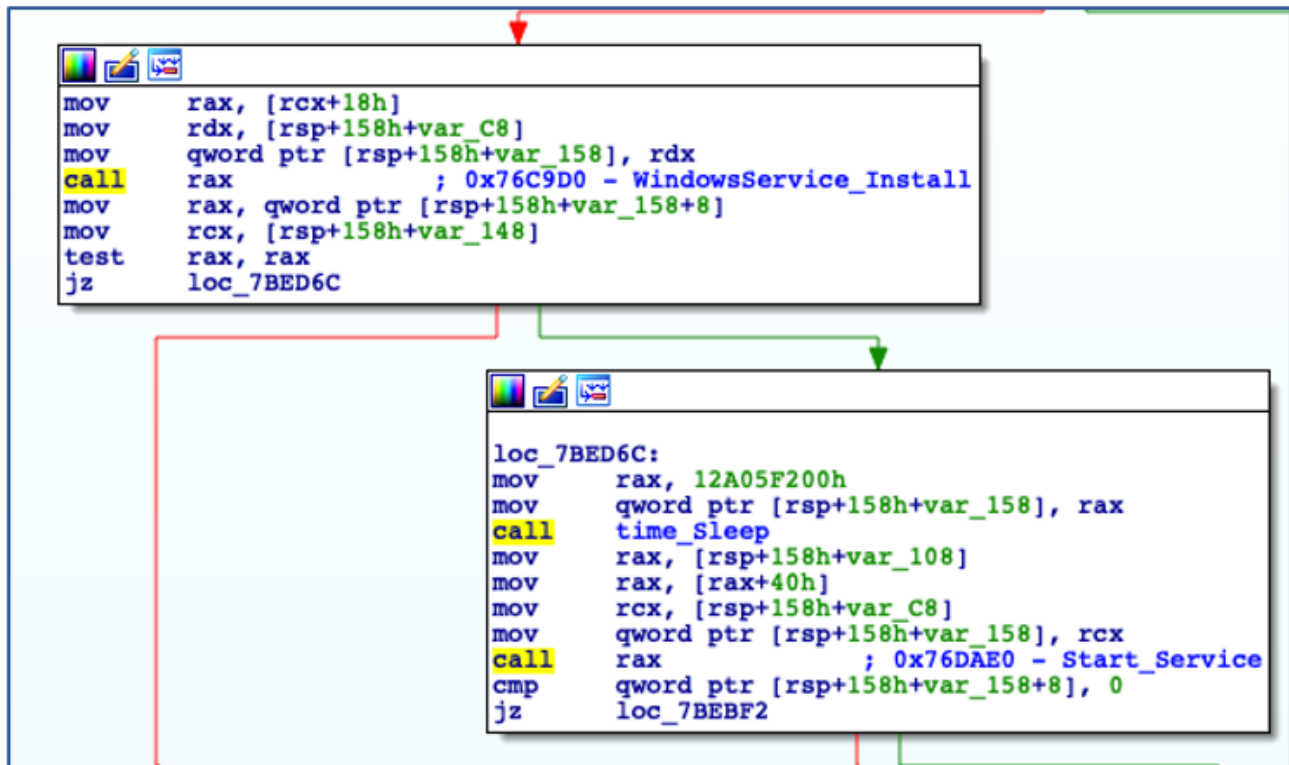 mov rax, [rcx+18h]
mov rdx, [rsp+158h+var_C8]
mov qword ptr [rsp+158h+var_158], rdx
call rax ; 0x76C9D0 - WindowsService_Install
mov rax, qword ptr [rsp+158h+var_158+8]
mov rcx, [rsp+158h+var_148]
test rax, rax
jz loc_7BED6C
loc_7BED6C:
mov rax, 12A05F200h
mov qword ptr [rsp+158h+var_158], rax
call time_Sleep
mov rax, [rsp+158h+var_108]
mov rax, [rax+40h]
mov rcx, [rsp+158h+var_C8]
mov qword ptr [rsp+158h+var_158], rcx
call rax ; 0x76DAE0 - Start_Service
cmp qword ptr [rsp+158h+var_158+8], 0
jz loc_7BEBF2